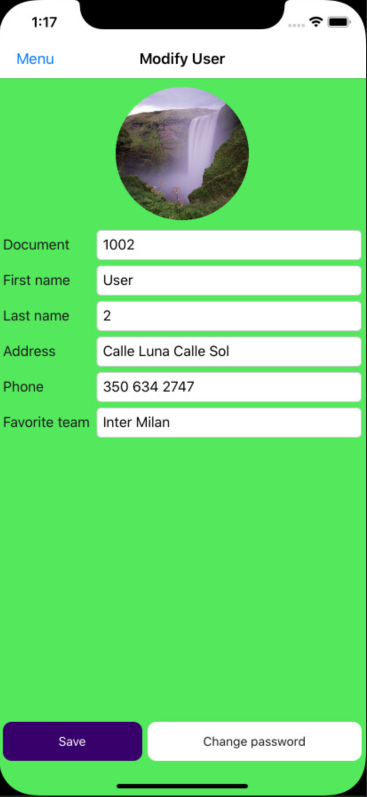 1:17
Menu Modify User
Document 1002
First name User
Last name 2
Address Calle Luna Calle Sol
Phone 350 634 2747
Favorite team Inter Milan
Save Change password